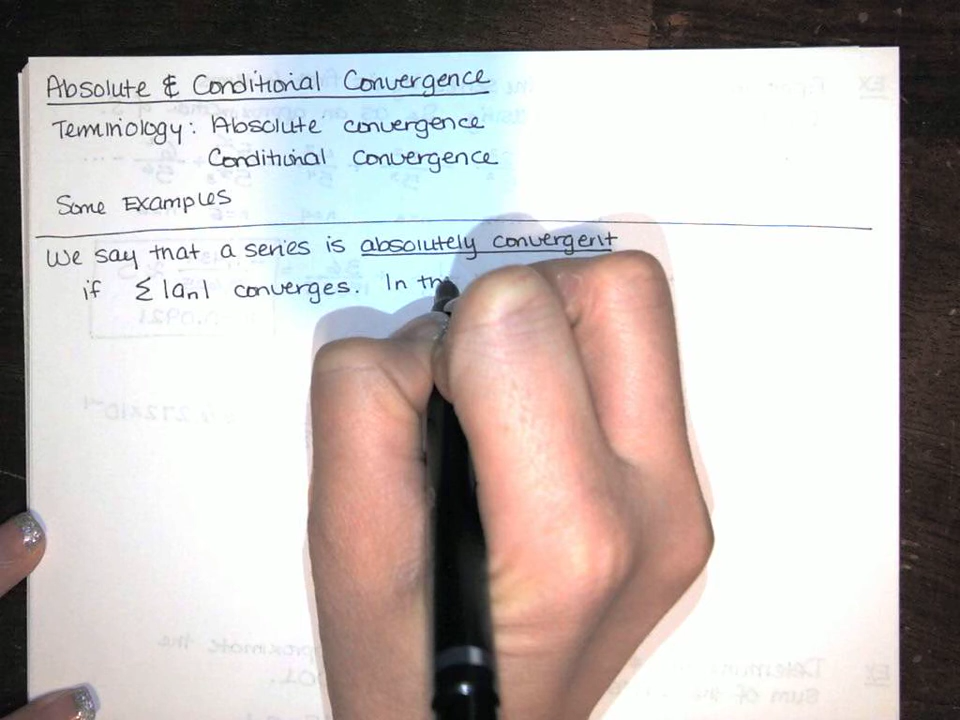 Absolute & Conditional Convergence
Terminology: Absolute convergence
Conditional convergence
Some Examples
We say that a series is absolutely convergent
if Σ |an| converges. In th